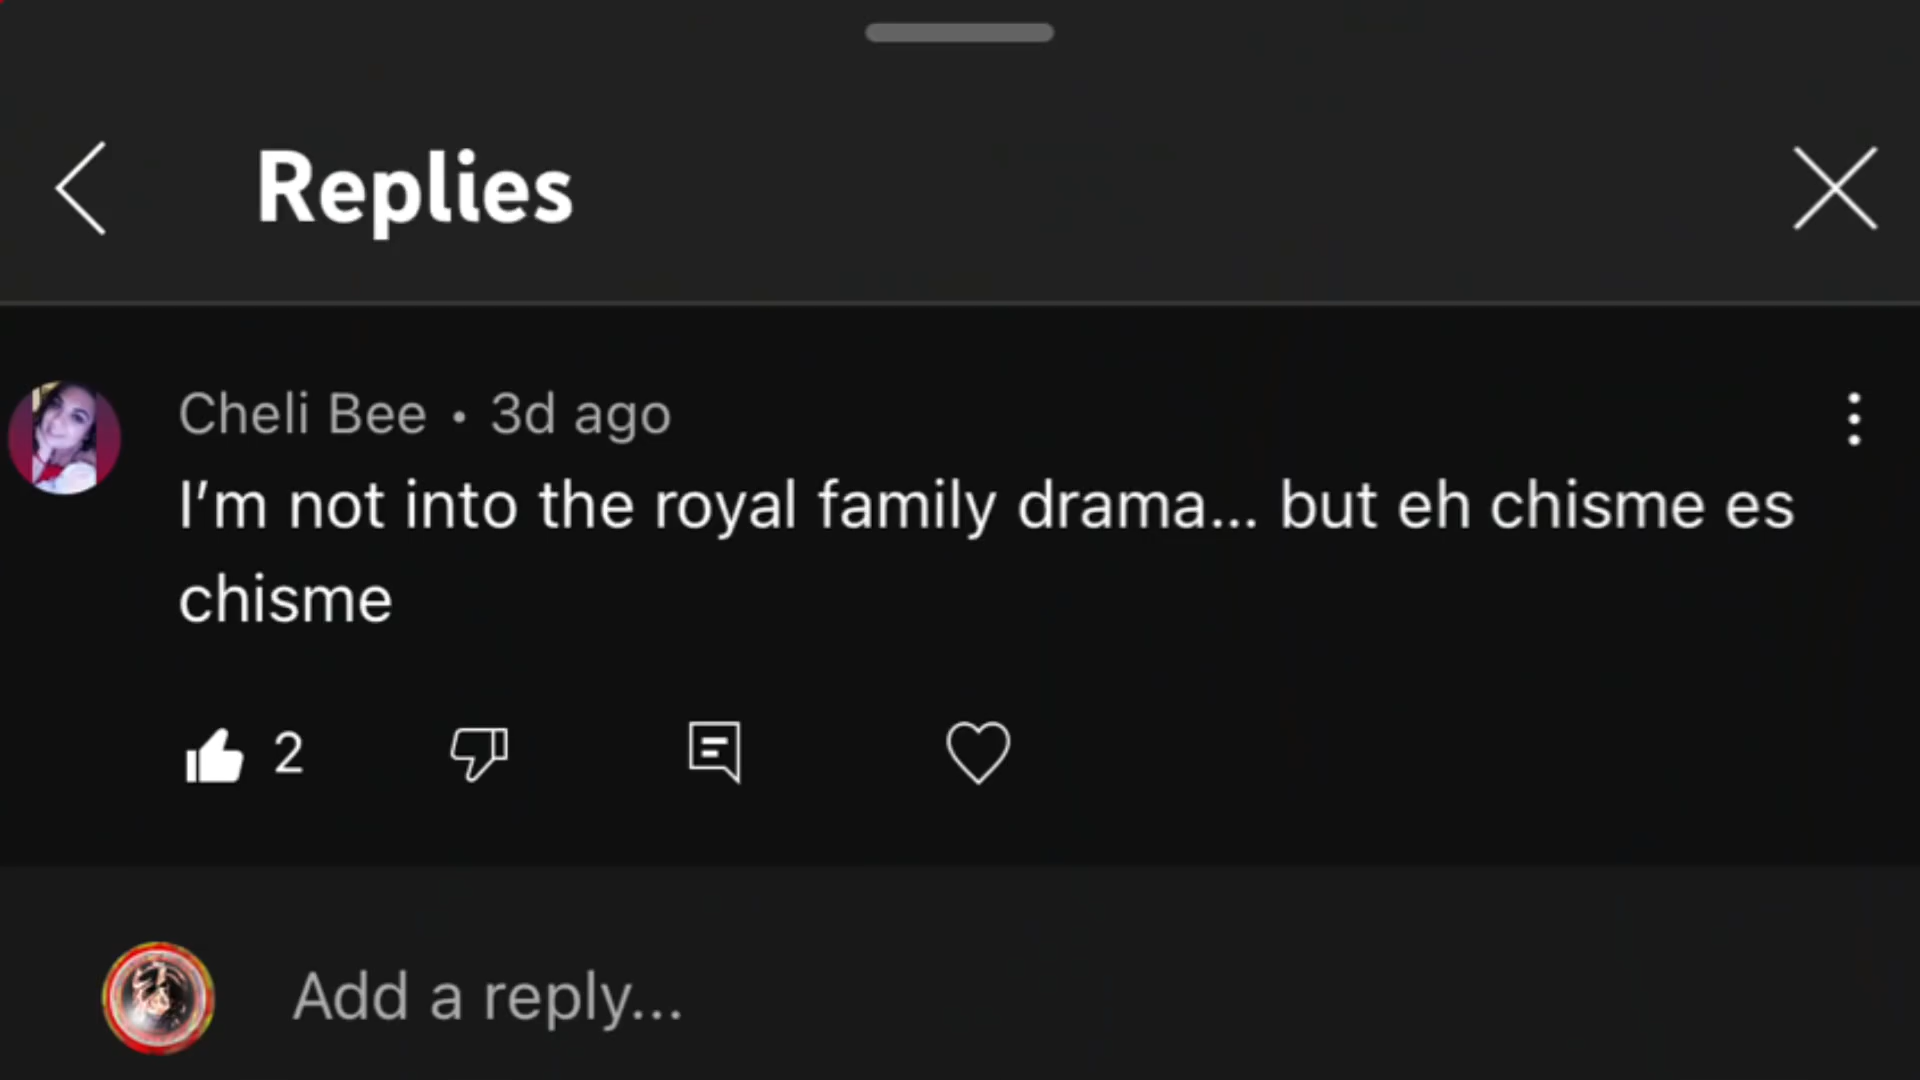 Replies
Cheli Bee • 3d ago
I'm not into the royal family drama... but eh chisme es
chisme
2
Add a reply...